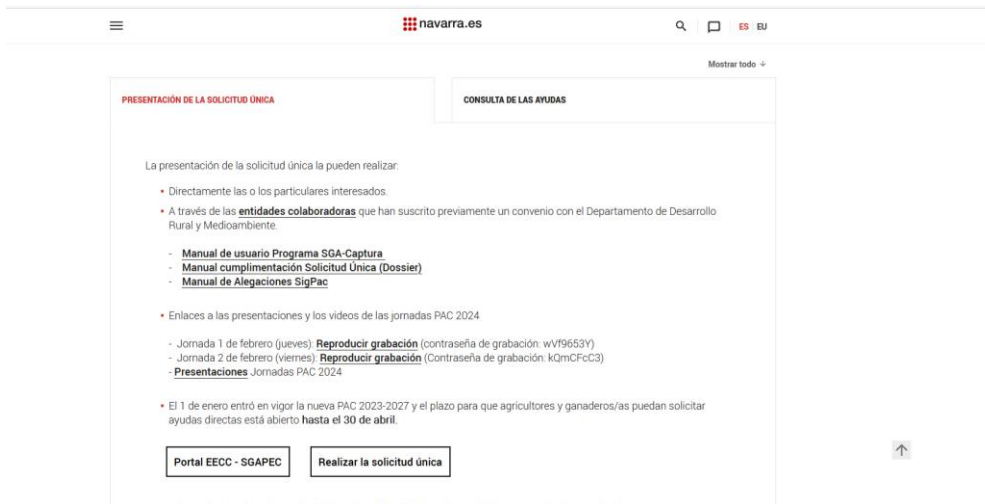 navarra.es
ES EU
Mostrar todo ↓
PRESENTACIÓN DE LA SOLICITUD ÚNICA
CONSULTA DE LAS AYUDAS
La presentación de la solicitud única la pueden realizar:
• Directamente las o los particulares interesados.
• A través de las entidades colaboradoras que han suscrito previamente un convenio con el Departamento de Desarrollo
Rural y Medioambiente.
- Manual de usuario Programa SGA-Captura
- Manual cumplimentación Solicitud Única (Dossier)
- Manual de Alegaciones SigPac
• Enlaces a las presentaciones y los videos de las jornadas PAC 2024
- Jornada 1 de febrero (jueves): Reproducir grabación (contraseña de grabación: wVf9653Y)
- Jornada 2 de febrero (viernes): Reproducir grabación (Contraseña de grabación: kQmCFcC3)
- Presentaciones Jornadas PAC 2024
• El 1 de enero entró en vigor la nueva PAC 2023-2027 y el plazo para que agricultores y ganaderos/as puedan solicitar
ayudas directas está abierto hasta el 30 de abril.
Portal EECC - SGAPEC
Realizar la solicitud única